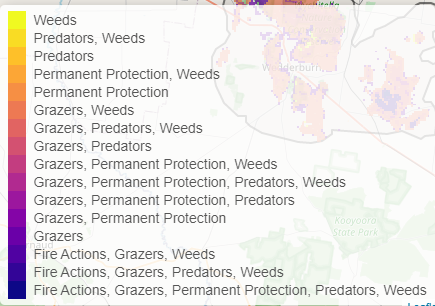 Weeds
Predators, Weeds
Predators
Permanent Protection, Weeds
Permanent Protection
Grazers, Weeds
Grazers, Predators, Weeds
Grazers, Predators
Grazers, Permanent Protection, Weeds
Grazers, Permanent Protection, Predators, Weeds
Grazers, Permanent Protection, Predators
Grazers, Permanent Protection
Grazers
Fire Actions, Grazers, Weeds
Fire Actions, Grazers, Predators, Weeds
Fire Actions, Grazers, Permanent Protection, Predators, Weeds
Wedderburn
Kooyoora
State Park